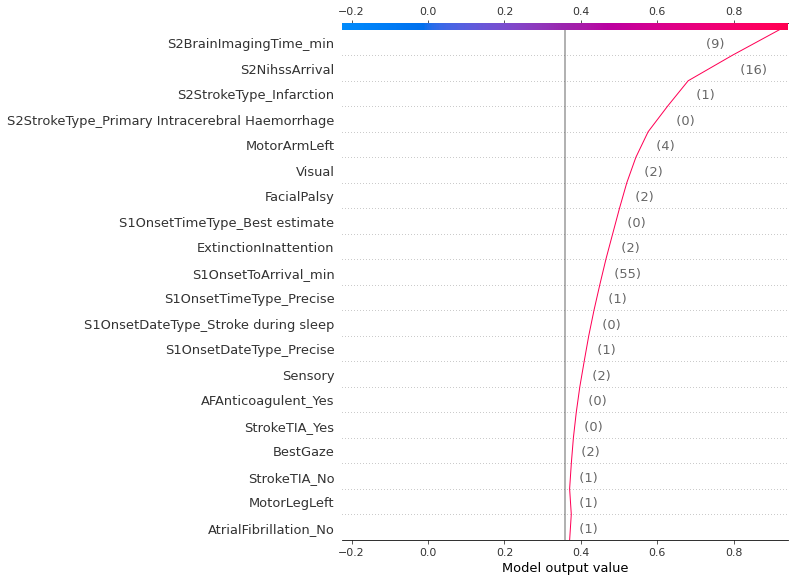 −0.2 0.0 0.2 0.4 0.6 0.8
S2BrainImagingTime_min (9)
S2NihssArrival (16)
S2StrokeType_Infarction (1)
S2StrokeType_Primary Intracerebral Haemorrhage (0)
MotorArmLeft (4)
Visual (2)
FacialPalsy (2)
S1OnsetTimeType_Best estimate (0)
ExtinctionInattention (2)
S1OnsetToArrival_min (55)
S1OnsetTimeType_Precise (1)
S1OnsetDateType_Stroke during sleep (0)
S1OnsetDateType_Precise (1)
Sensory (2)
AFAnticoagulent_Yes (0)
StrokeTIA_Yes (0)
BestGaze (2)
StrokeTIA_No (1)
MotorLegLeft (1)
AtrialFibrillation_No (1)
−0.2 0.0 0.2 0.4 0.6 0.8
Model output value